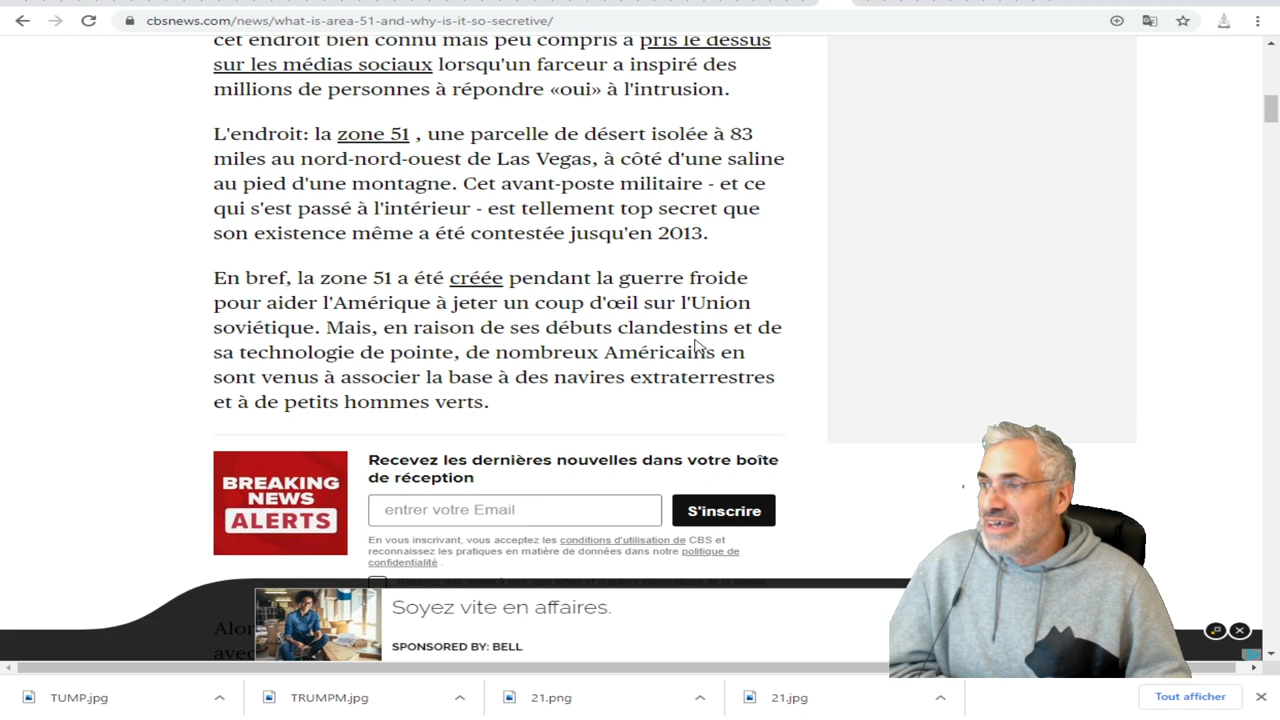 cbsnews.com/news/what-is-area-51-and-why-is-it-so-secretive/
cet endroit bien connu mais peu compris a pris le dessus
sur les médias sociaux lorsqu'un farceur a inspiré des
millions de personnes à répondre «oui» à l'intrusion.
L'endroit: la zone 51 , une parcelle de désert isolée à 83
miles au nord-nord-ouest de Las Vegas, à côté d'une saline
au pied d'une montagne. Cet avant-poste militaire - et ce
qui s'est passé à l'intérieur - est tellement top secret que
son existence même a été contestée jusqu'en 2013.
En bref, la zone 51 a été créée pendant la guerre froide
pour aider l'Amérique à jeter un coup d'œil sur l'Union
soviétique. Mais, en raison de ses débuts clandestins et de
sa technologie de pointe, de nombreux Américains en
sont venus à associer la base à des navires extraterrestres
et à de petits hommes verts.
BREAKING
NEWS
ALERTS
Recevez les dernières nouvelles dans votre boîte
de réception
entrer votre Email
S'inscrire
En vous inscrivant, vous acceptez les conditions d'utilisation de CBS et
reconnaissez les pratiques en matière de données dans notre politique de
confidentialité .
Soyez vite en affaires.
SPONSORED BY: BELL
TUMP.jpg
TRUMPM.jpg
21.png
21.jpg
Tout afficher